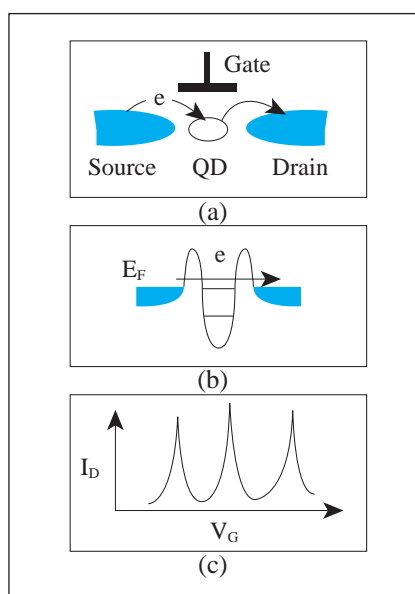 Gate
e
Source QD Drain
(a)
e
E_F
(b)
I_D
V_G
(c)